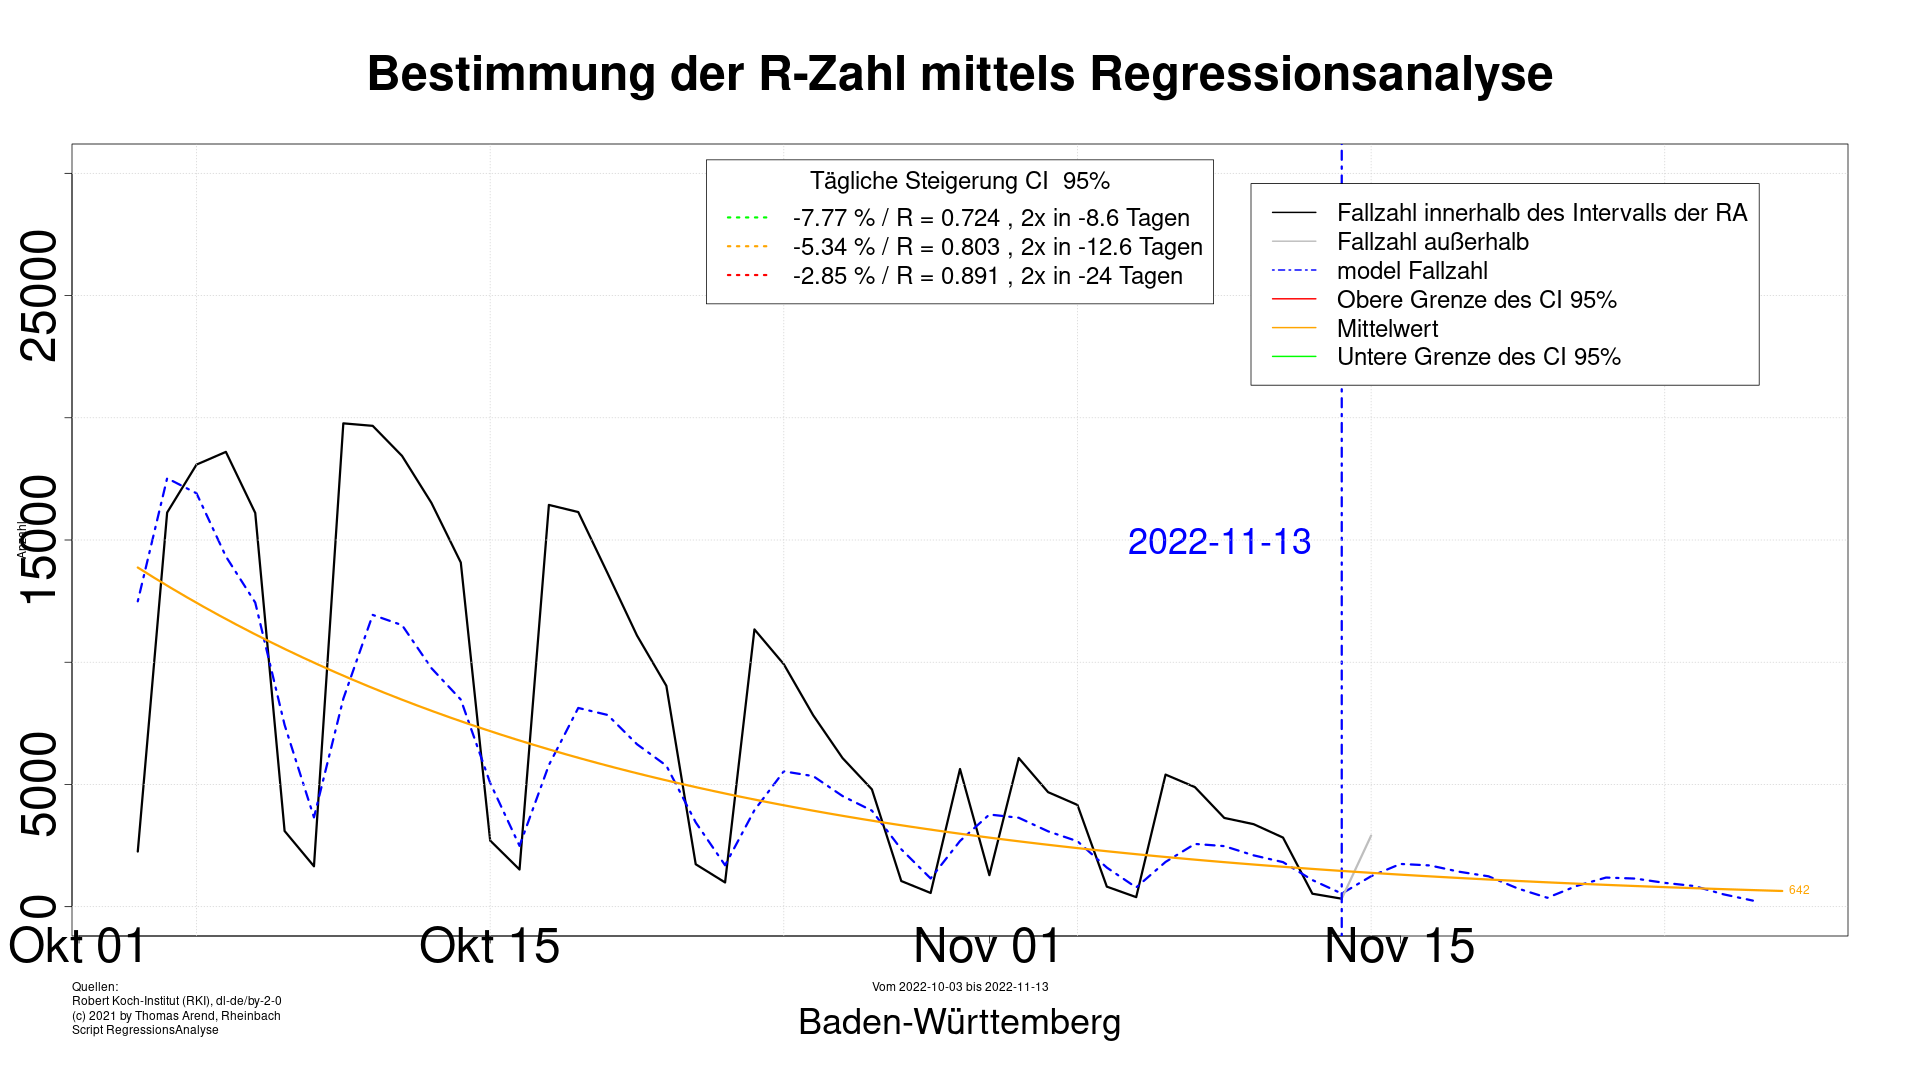 Bestimmung der R-Zahl mittels Regressionsanalyse
Tägliche Steigerung CI  95%
-7.77 % / R = 0.724 , 2x in -8.6 Tagen
-5.34 % / R = 0.803 , 2x in -12.6 Tagen
-2.85 % / R = 0.891 , 2x in -24 Tagen
Fallzahl innerhalb des Intervalls der RA
Fallzahl außerhalb
model Fallzahl
Obere Grenze des CI 95%
Mittelwert
Untere Grenze des CI 95%
25000
15000
5000
0
Anzahl
2022-11-13
642
Okt 01
Okt 15
Nov 01
Nov 15
Quellen:
Robert Koch-Institut (RKI), dl-de/by-2-0
(c) 2021 by Thomas Arend, Rheinbach
Script RegressionsAnalyse
Vom 2022-10-03 bis 2022-11-13
Baden-Württemberg